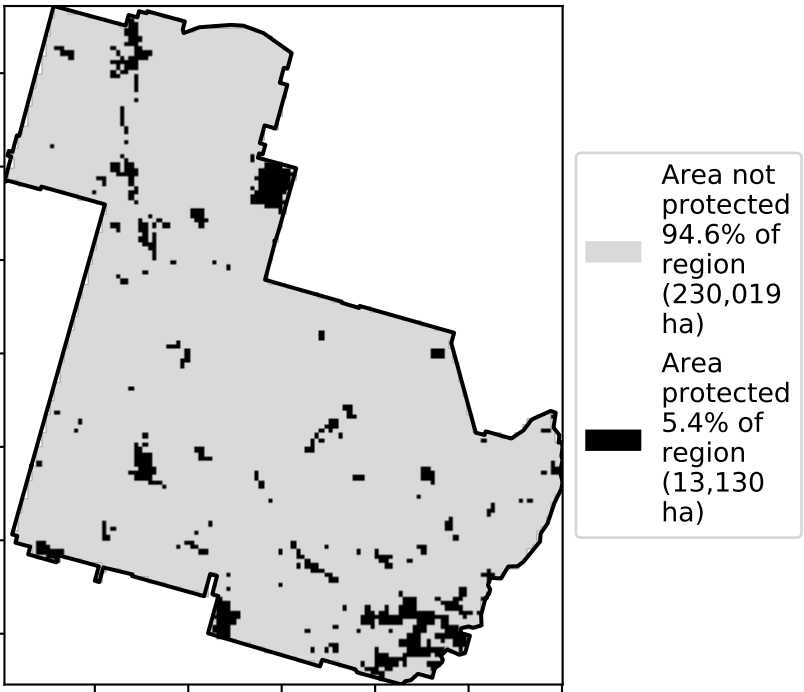 Area not
protected
94.6% of
region
(230,019
ha)
Area
protected
5.4% of
region
(13,130
ha)